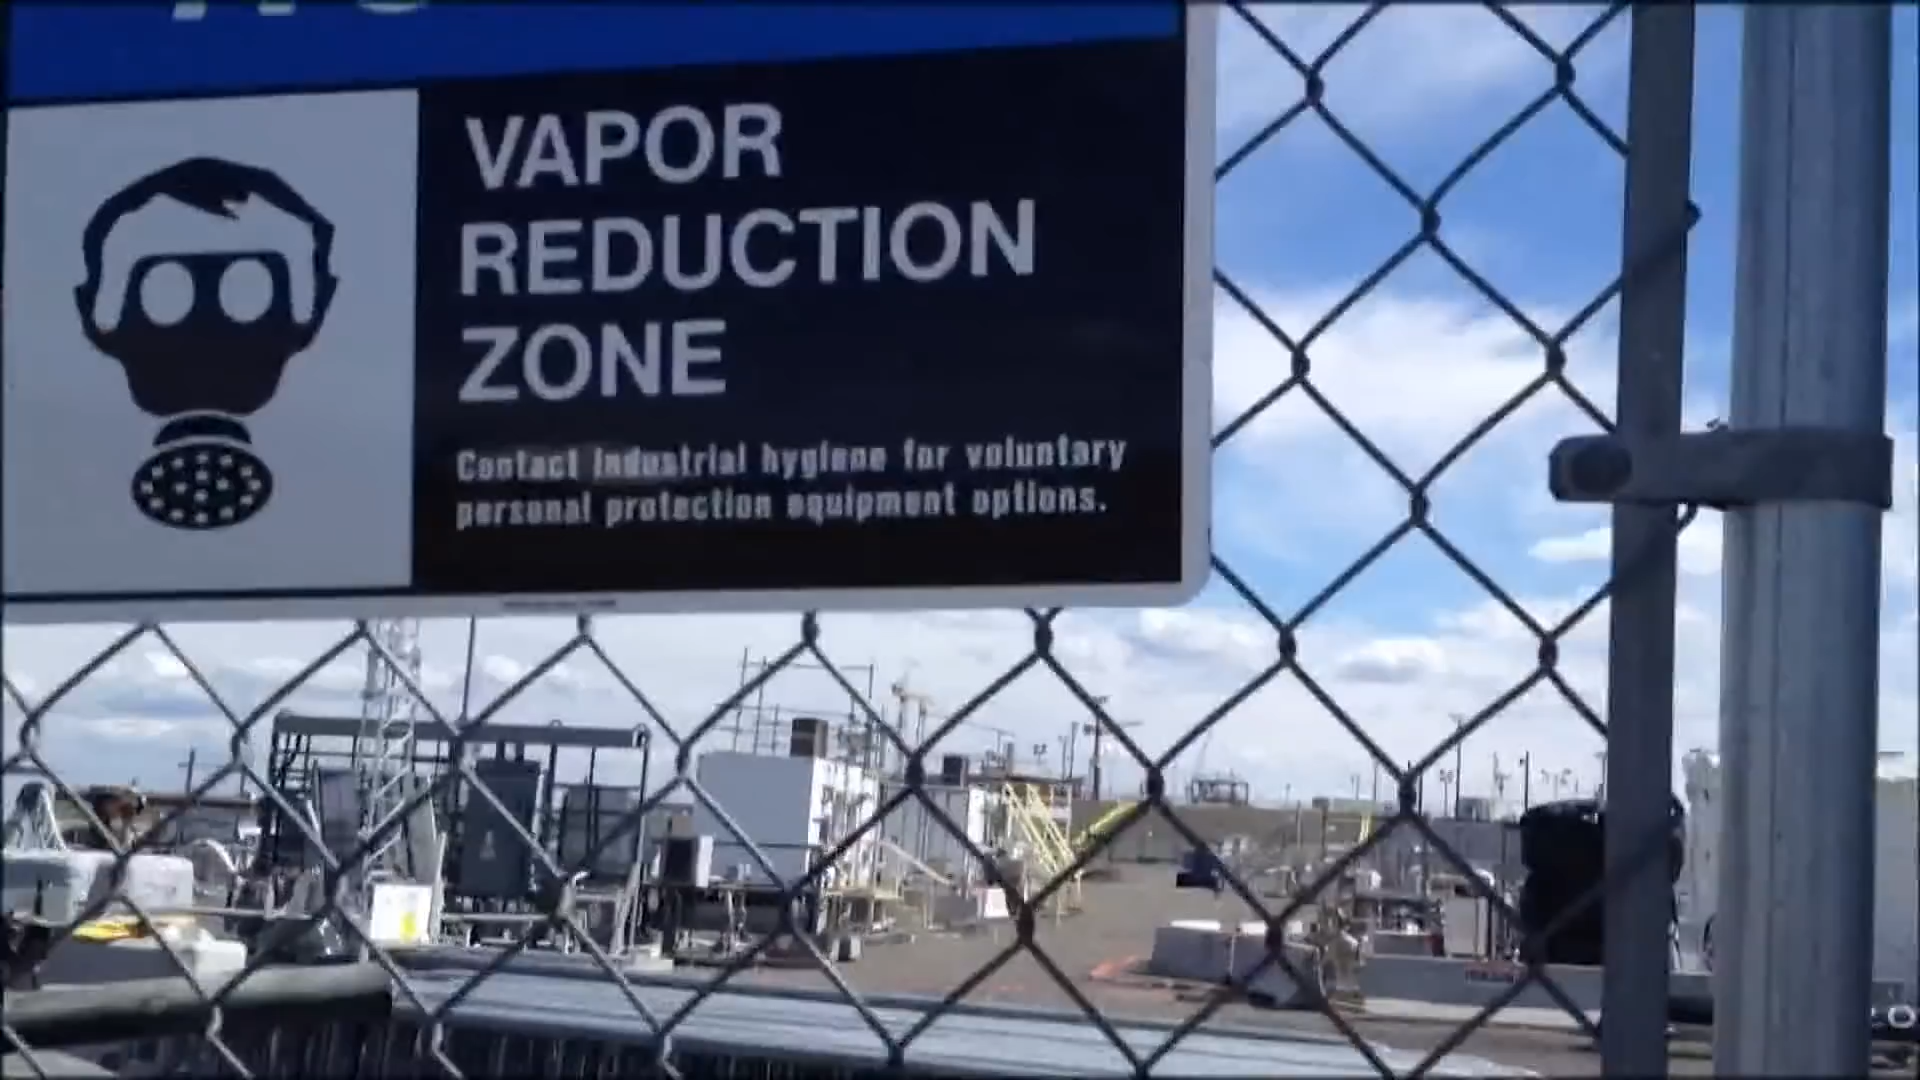 VAPOR
REDUCTION
ZONE
Contact industrial hygiene for voluntary
personal protection equipment options.